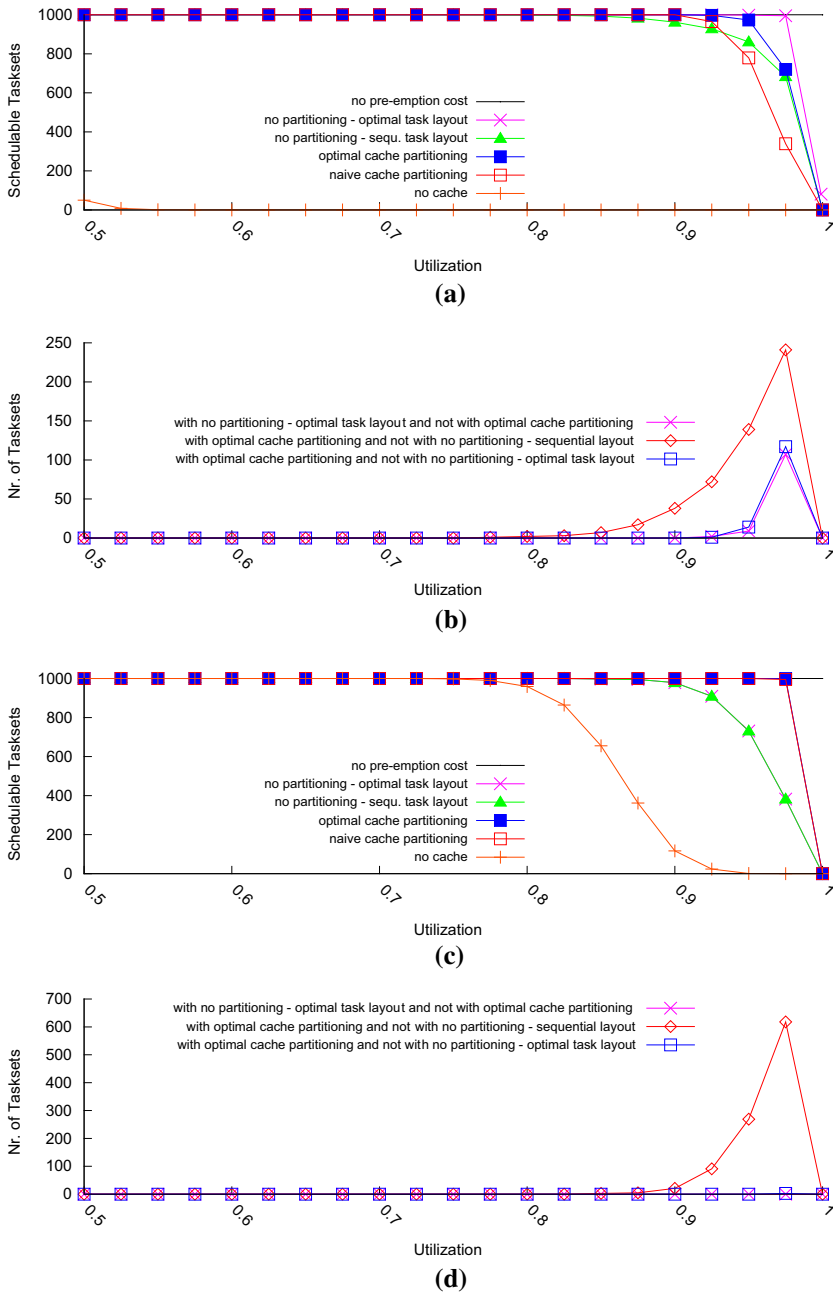 1000
800
600
400
200
0
Schedulable Tasksets
no pre-emption cost
no partitioning - optimal task layout
no partitioning - sequ. task layout
optimal cache partitioning
naive cache partitioning
no cache
0.5
0.6
0.7
0.8
0.9
1
Utilization
(a)
250
200
150
100
50
0
Nr. of Tasksets
with no partitioning - optimal task layout and not with optimal cache partitioning
with optimal cache partitioning and not with no partitioning - sequential layout
with optimal cache partitioning and not with no partitioning - optimal task layout
0.5
0.6
0.7
0.8
0.9
1
Utilization
(b)
1000
800
600
400
200
0
Schedulable Tasksets
no pre-emption cost
no partitioning - optimal task layout
no partitioning - sequ. task layout
optimal cache partitioning
naive cache partitioning
no cache
0.5
0.6
0.7
0.8
0.9
1
Utilization
(c)
700
600
500
400
300
200
100
0
Nr. of Tasksets
with no partitioning - optimal task layout and not with optimal cache partitioning
with optimal cache partitioning and not with no partitioning - sequential layout
with optimal cache partitioning and not with no partitioning - optimal task layout
0.5
0.6
0.7
0.8
0.9
1
Utilization
(d)